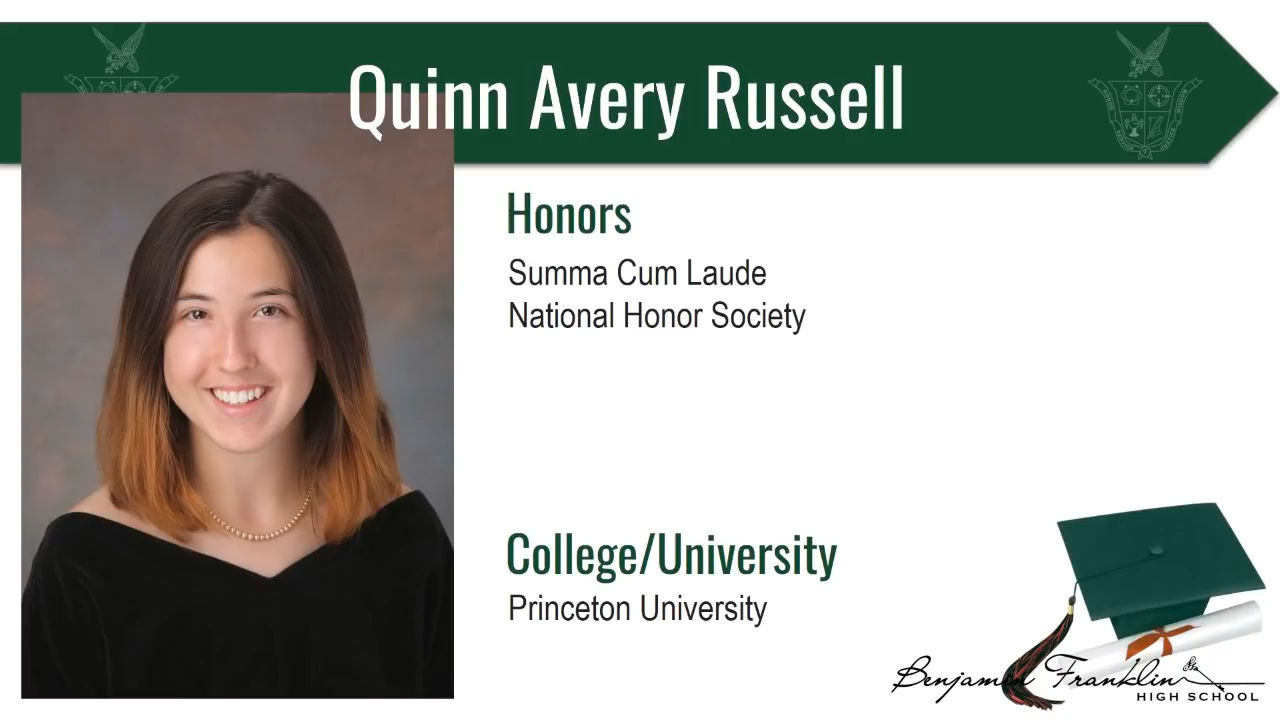 Quinn Avery Russell
Honors
Summa Cum Laude
National Honor Society
College/University
Princeton University
Benjamin Franklin
HIGH SCHOOL